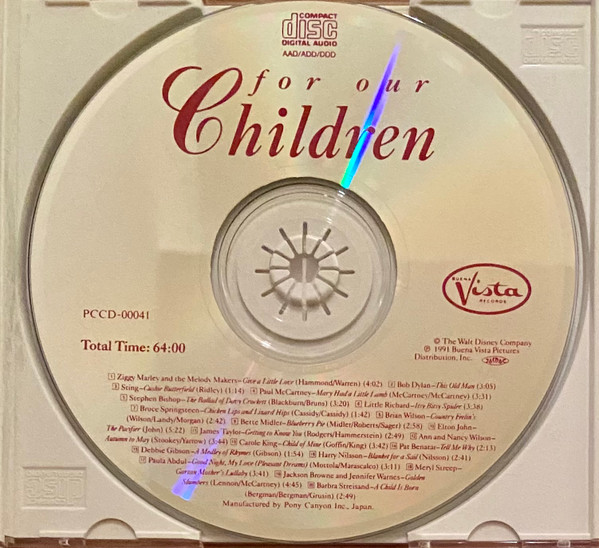 COMPACT
disc
DIGITAL AUDIO
AAD/ADD/DDD
for our
Children
BUENA
Vista
RECORDS
PCCD-00041
Total Time: 64:00
© The Walt Disney Company
℗ 1991 Buena Vista Pictures
Distribution, Inc.
1 Ziggy Marley and the Melody Makers–Give a Little Love (Hammond/Warren) (4:02) 2 Bob Dylan–This Old Man (3:05)
3 Sting–Cushie Butterfield (Ridley) (1:14) 4 Paul McCartney–Mary Had a Little Lamb (McCartney/McCartney) (3:31)
5 Stephen Bishop–The Ballad of Davy Crockett (Blackburn/Bruns) (3:20) 6 Little Richard–Itsy Bitsy Spider (3:38)
7 Bruce Springsteen–Chicken Lips and Lizard Hips (Cassidy/Cassidy) (1:42) 8 Brian Wilson–Country Feelin's
(Wilson/Landy/Morgan) (2:42) 9 Bette Midler–Blueberry Pie (Midler/Roberts/Sager) (2:58) 10 Elton John–
The Pacifier (John) (5:22) 11 James Taylor–Getting to Know You (Rodgers/Hammerstein) (2:49) 12 Ann and Nancy Wilson–
Autumn to May (Stookey/Yarrow) (3:44) 13 Carole King–Child of Mine (Goffin/King) (3:42) 14 Pat Benatar–Tell Me Why (2:13)
15 Debbie Gibson–A Medley of Rhymes (Gibson) (1:54) 16 Harry Nilsson–Blanket for a Sail (Nilsson) (2:41)
17 Paula Abdul–Good Night, My Love (Pleasant Dreams) (Mottola/Marascalco) (3:11) 18 Meryl Streep–
Gartan Mother's Lullaby (3:41) 19 Jackson Browne and Jennifer Warnes–Golden
Slumbers (Lennon/McCartney) (4:45) 20 Barbra Streisand–A Child Is Born
(Bergman/Bergman/Grusin) (2:49)
Manufactured by Pony Canyon Inc., Japan.